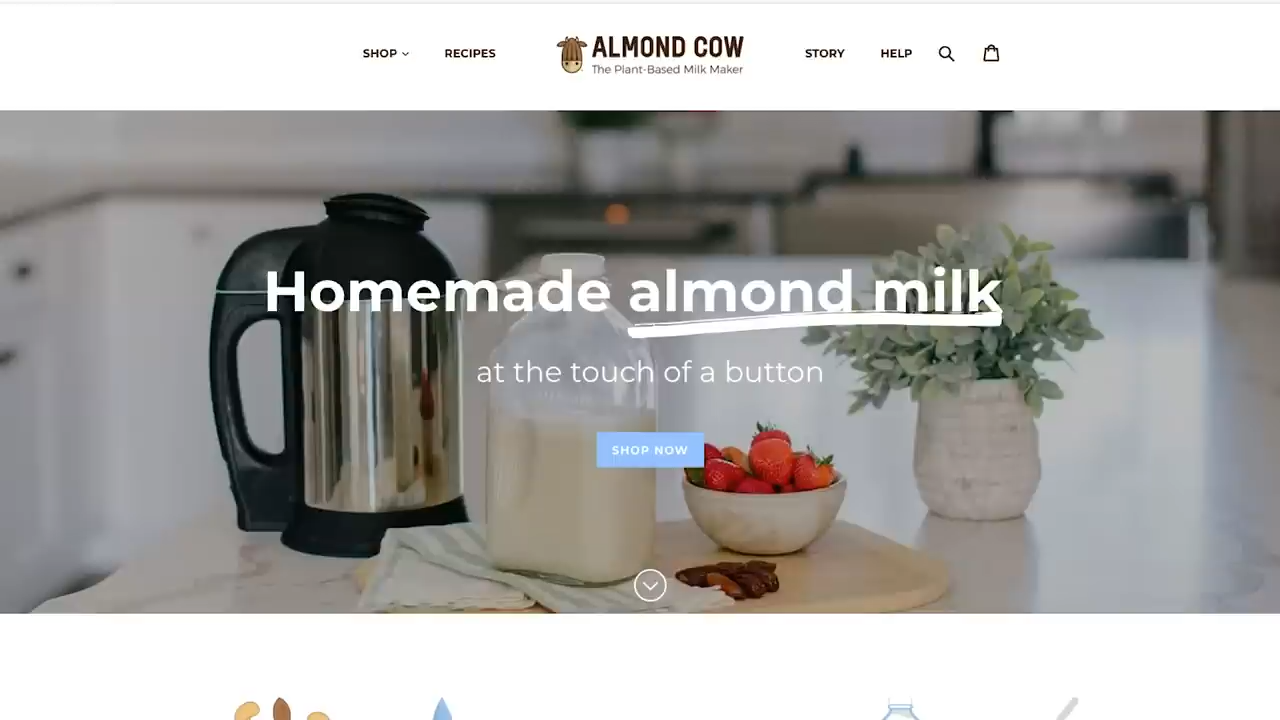 SHOP
RECIPES
ALMOND COW
The Plant-Based Milk Maker
STORY
HELP
Homemade almond milk
at the touch of a button
SHOP NOW